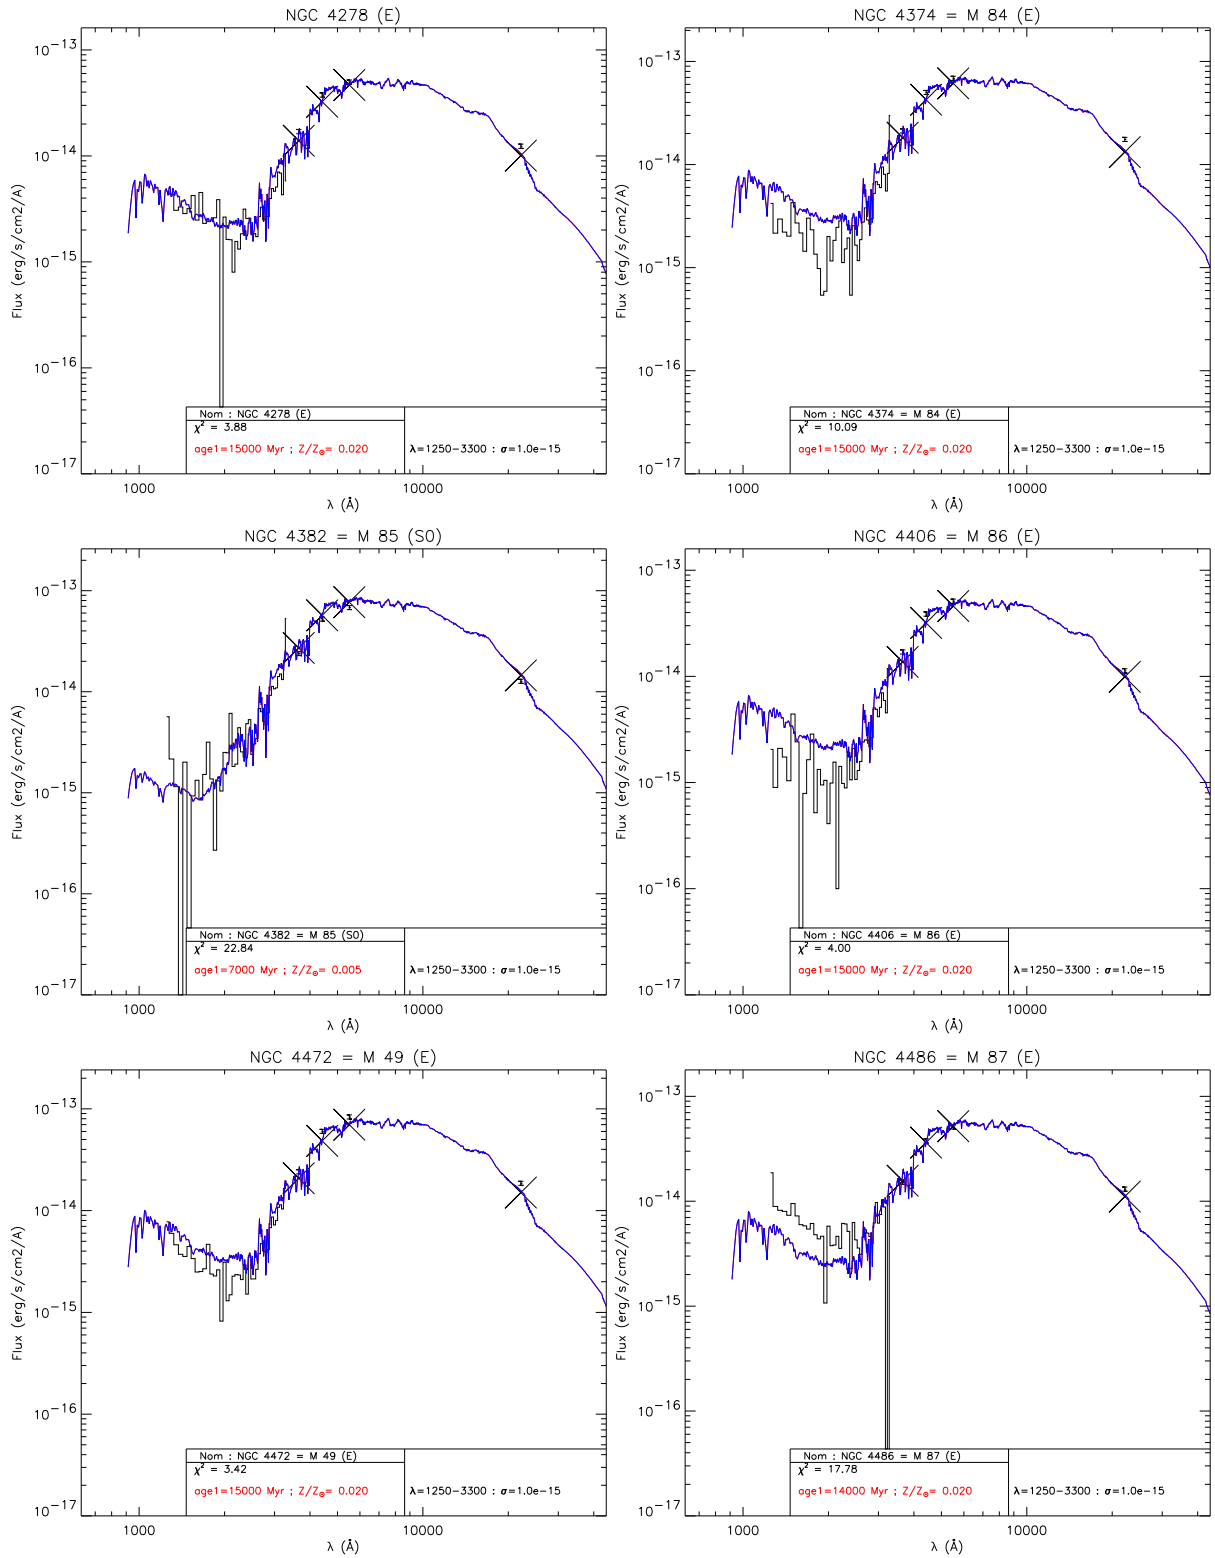 NGC 4278 (E)
Flux (erg/s/cm2/A)
10−13
10−14
10−15
10−16
10−17
Nom : NGC 4278 (E)
χ2 = 3.88
age1=15000 Myr ; Z/Z⊙= 0.020
λ=1250−3300 : σ=1.0e−15
1000
10000
λ (Å)
NGC 4374 = M 84 (E)
Flux (erg/s/cm2/A)
10−13
10−14
10−15
10−16
10−17
Nom : NGC 4374 = M 84 (E)
χ2 = 10.09
age1=15000 Myr ; Z/Z⊙= 0.020
λ=1250−3300 : σ=1.0e−15
1000
10000
λ (Å)
NGC 4382 = M 85 (S0)
Flux (erg/s/cm2/A)
10−13
10−14
10−15
10−16
10−17
Nom : NGC 4382 = M 85 (S0)
χ2 = 22.84
age1=7000 Myr ; Z/Z⊙= 0.005
λ=1250−3300 : σ=1.0e−15
1000
10000
λ (Å)
NGC 4406 = M 86 (E)
Flux (erg/s/cm2/A)
10−13
10−14
10−15
10−16
10−17
Nom : NGC 4406 = M 86 (E)
χ2 = 4.00
age1=15000 Myr ; Z/Z⊙= 0.020
λ=1250−3300 : σ=1.0e−15
1000
10000
λ (Å)
NGC 4472 = M 49 (E)
Flux (erg/s/cm2/A)
10−13
10−14
10−15
10−16
10−17
Nom : NGC 4472 = M 49 (E)
χ2 = 3.42
age1=15000 Myr ; Z/Z⊙= 0.020
λ=1250−3300 : σ=1.0e−15
1000
10000
λ (Å)
NGC 4486 = M 87 (E)
Flux (erg/s/cm2/A)
10−13
10−14
10−15
10−16
10−17
Nom : NGC 4486 = M 87 (E)
χ2 = 17.78
age1=14000 Myr ; Z/Z⊙= 0.020
λ=1250−3300 : σ=1.0e−15
1000
10000
λ (Å)